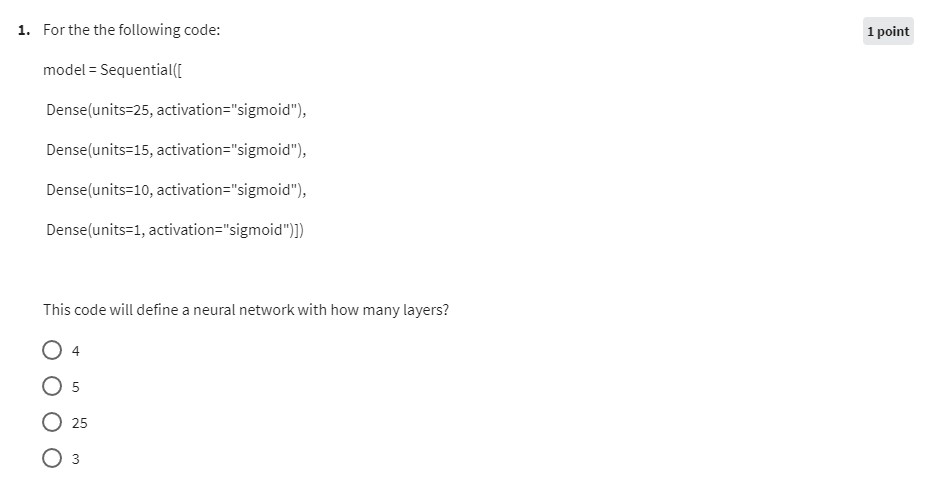 1. For the the following code:
1 point
model = Sequential([
Dense(units=25, activation="sigmoid"),
Dense(units=15, activation="sigmoid"),
Dense(units=10, activation="sigmoid"),
Dense(units=1, activation="sigmoid")])
This code will define a neural network with how many layers?
4
5
25
3